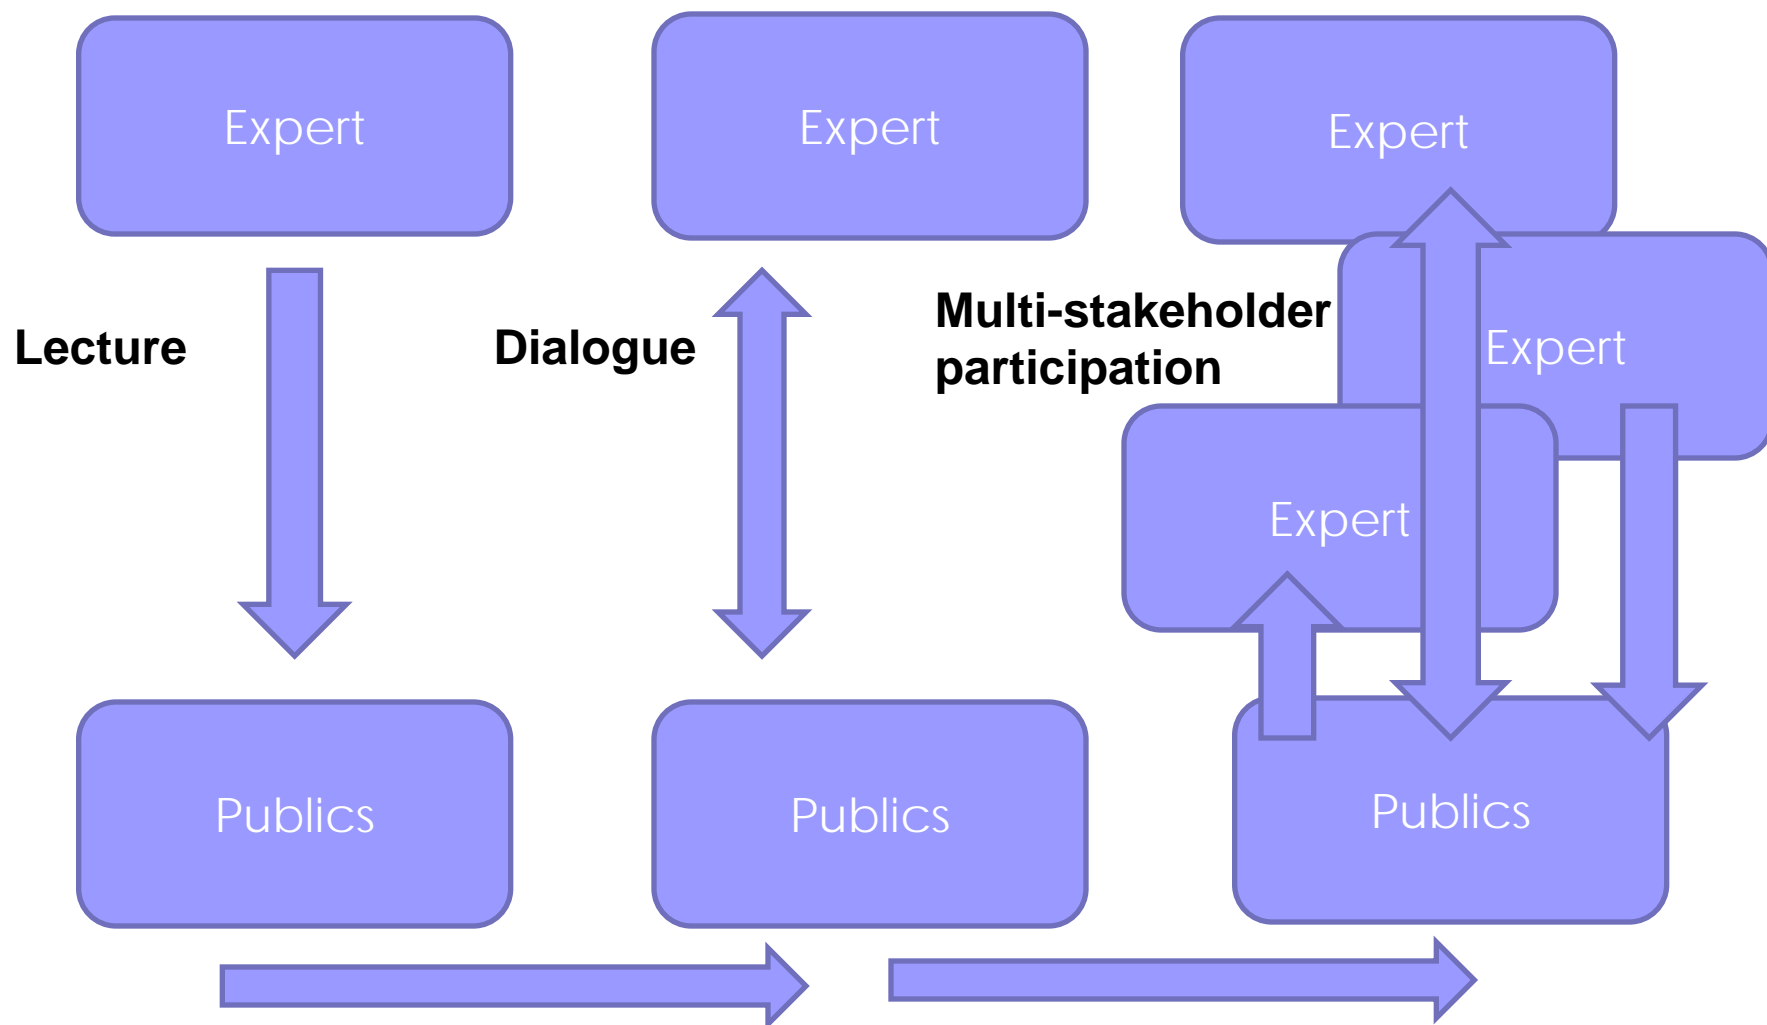 Expert
Expert
Expert
Lecture
Dialogue
Multi-stakeholder
participation
Expert
Expert
Publics
Publics
Publics